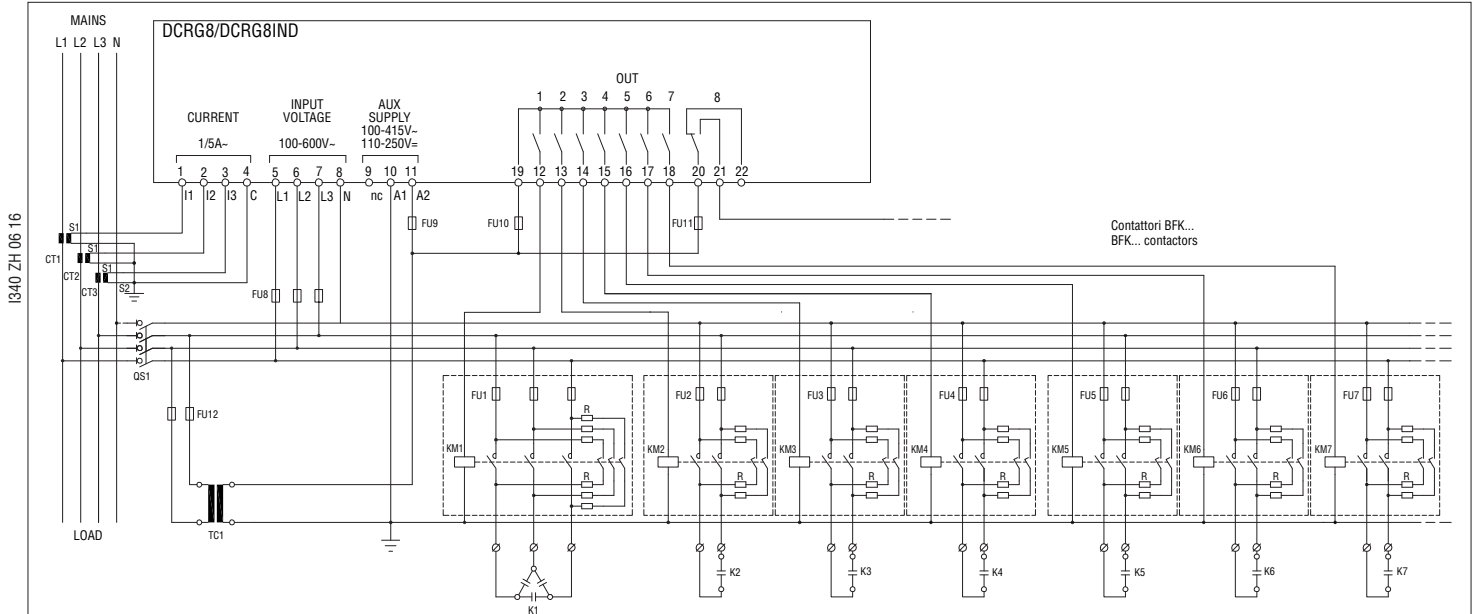 MAINS
L1 L2 L3 N
DCRG8/DCRG8IND
OUT
1 2 3 4 5 6 7 8
CURRENT
1/5A~
INPUT
VOLTAGE
100-600V~
AUX
SUPPLY
100-415V~
110-250V=
1 2 3 4 5 6 7 8 9 10 11 19 12 13 14 15 16 17 18 20 21 22
I1 I2 I3 C L1 L2 L3 N nc A1 A2
FU9 FU10 FU11
Contattori BFK...
BFK... contactors
I340 ZH 06 16
S1
CT1
S1
CT2
S1
CT3
S2
FU8
QS1
FU12
FU1 FU2 FU3 FU4 FU5 FU6 FU7
R
KM1 KM2 KM3 KM4 KM5 KM6 KM7
R R R R R R R
LOAD
TC1
K1
K2 K3 K4 K5 K6 K7